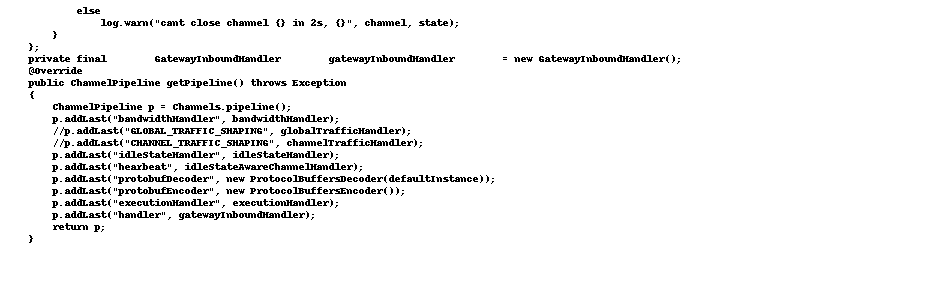 else
log.warn("cant close channel {} in 2s, {}", channel, state);
}
};
private final GatewayInboundHandler gatewayInboundHandler = new GatewayInboundHandler();
@Override
public ChannelPipeline getPipeline() throws Exception
{
ChannelPipeline p = Channels.pipeline();
p.addLast("bandwidthHandler", bandwidthHandler);
//p.addLast("GLOBAL_TRAFFIC_SHAPING", globalTrafficHandler);
//p.addLast("CHANNEL_TRAFFIC_SHAPING", channelTrafficHandler);
p.addLast("idleStateHandler", idleStateHandler);
p.addLast("hearbeat", idleStateAwareChannelHandler);
p.addLast("protobufDecoder", new ProtocolBuffersDecoder(defaultInstance));
p.addLast("protobufEncoder", new ProtocolBuffersEncoder());
p.addLast("executionHandler", executionHandler);
p.addLast("handler", gatewayInboundHandler);
return p;
}